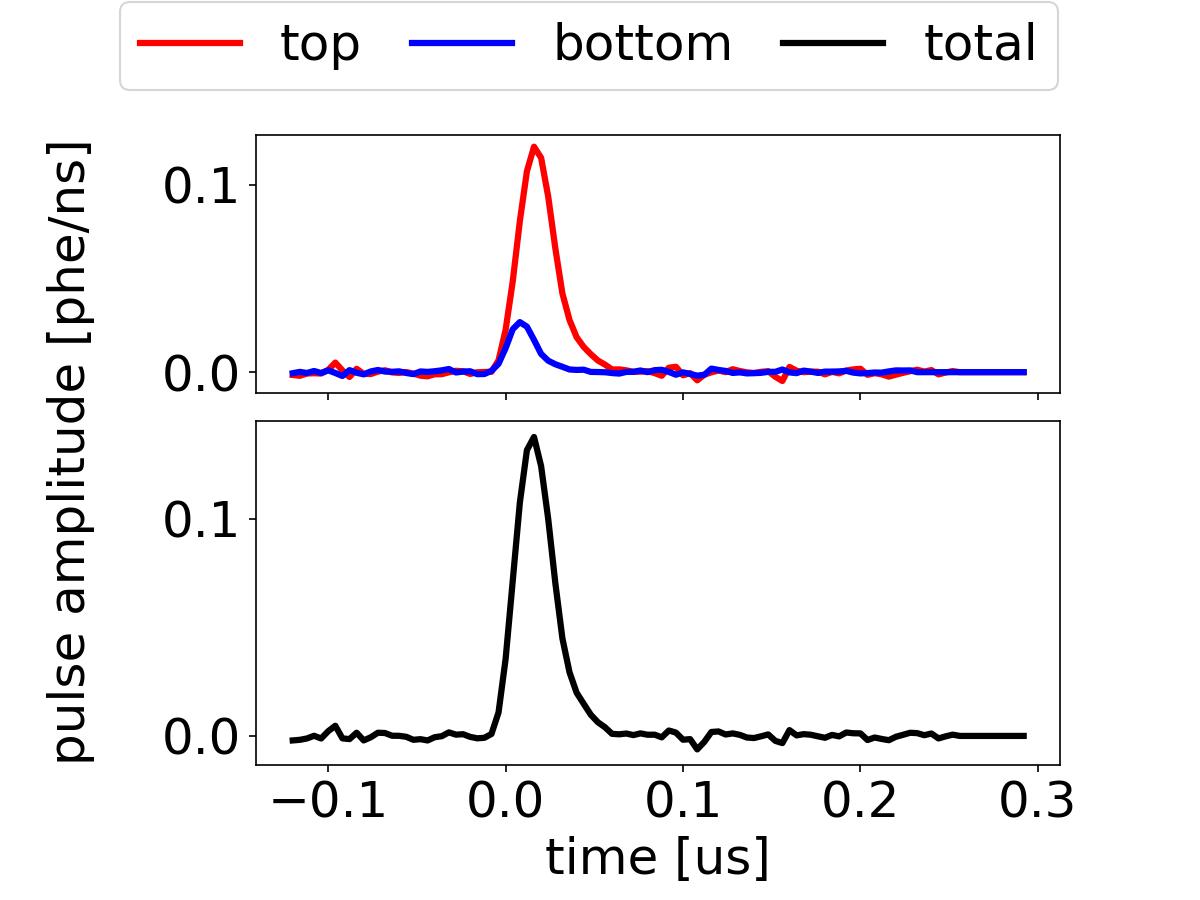 top bottom total
pulse amplitude [phe/ns]
0.1
0.0
0.1
0.0
−0.1 0.0 0.1 0.2 0.3
time [us]